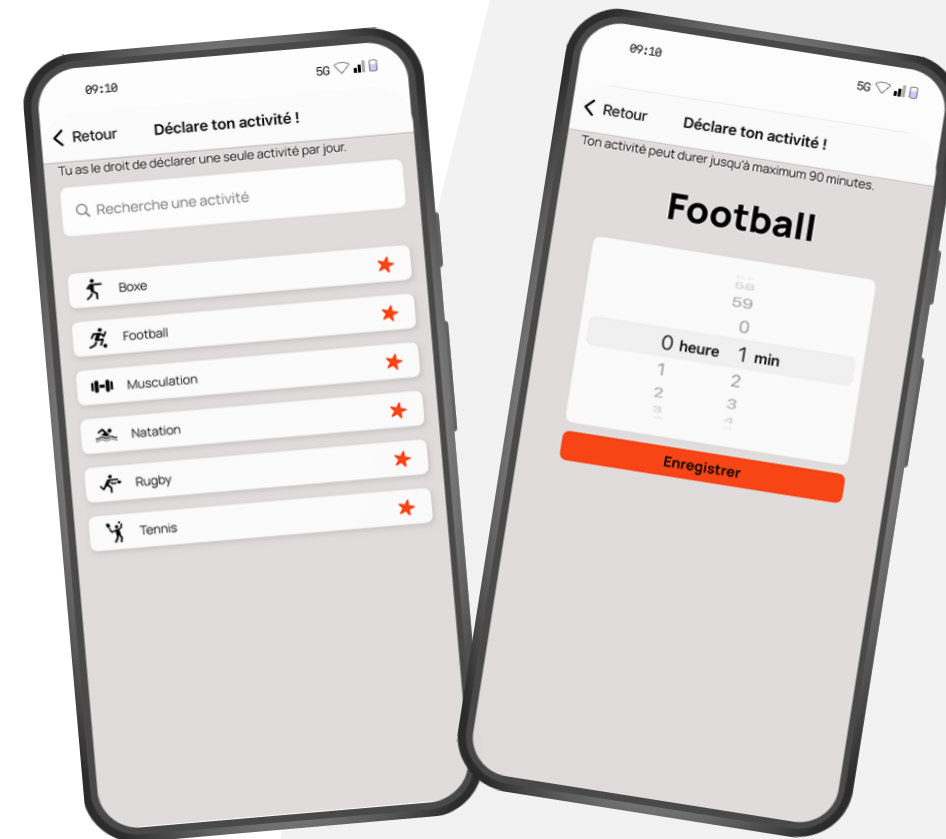 09:10
5G
Retour
Déclare ton activité !
Tu as le droit de déclarer une seule activité par jour.
Recherche une activité
Boxe
Football
Musculation
Natation
Rugby
Tennis
09:10
5G
Retour
Déclare ton activité !
Ton activité peut durer jusqu'à maximum 90 minutes.
Football
58
59
0
0 heure 1 min
1 2
2 3
3 4
Enregistrer